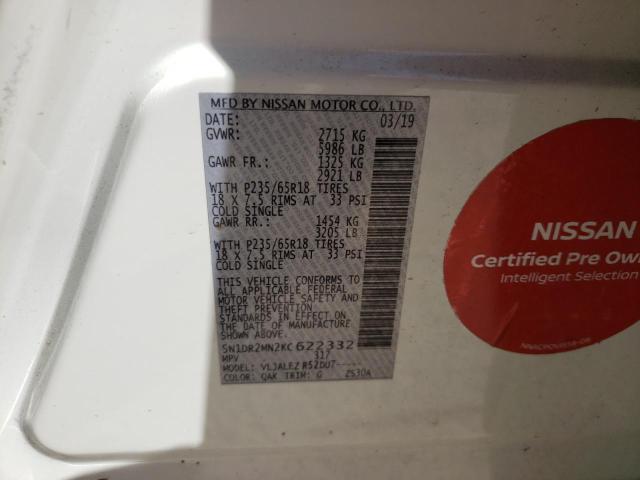 MFD BY NISSAN MOTOR CO., LTD.
DATE: 03/19
GVWR: 2715 KG
5986 LB
GAWR FR.: 1325 KG
2921 LB
WITH P235/65R18 TIRES
18 X 7.5 RIMS AT 33 PSI
COLD SINGLE
GAWR RR.: 1454 KG
3205 LB
WITH P235/65R18 TIRES
18 X 7.5 RIMS AT 33 PSI
COLD SINGLE
THIS VEHICLE CONFORMS TO
ALL APPLICABLE FEDERAL
MOTOR VEHICLE SAFETY AND
THEFT PREVENTION
STANDARDS IN EFFECT ON
THE DATE OF MANUFACTURE
SHOWN ABOVE.
5N1DR2MN2KC622332
MPV 317
MODEL: VLJALEZ R52DU7-----
COLOR: QAK TRIM: G ZS30A
NISSAN
Certified Pre Own
Intelligent Selection